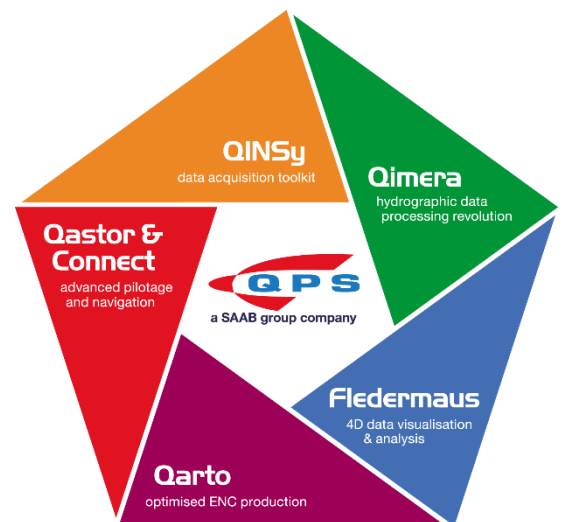 QINSy
data acquisition toolkit
Qimera
hydrographic data
processing revolution
Qastor &
Connect
advanced pilotage
and navigation
QPS
a SAAB group company
Fledermaus
4D data visualisation
& analysis
Qarto
optimised ENC production